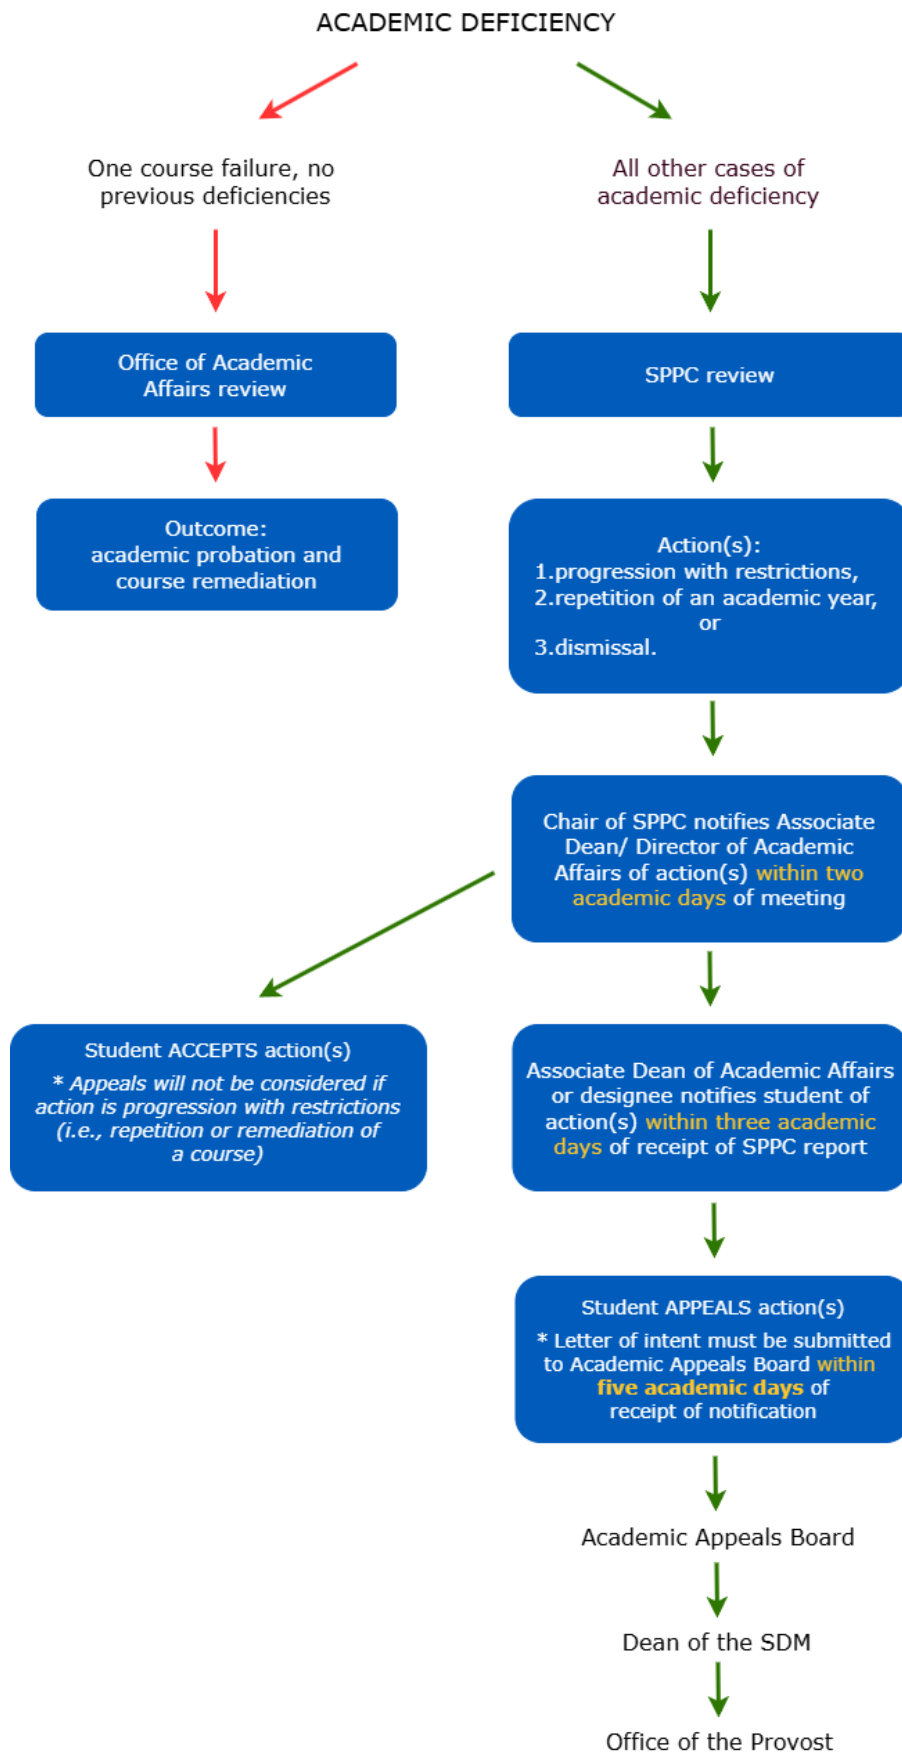 ACADEMIC DEFICIENCY
One course failure, no
previous deficiencies
All other cases of
academic deficiency
Office of Academic
Affairs review
SPPC review
Outcome:
academic probation and
course remediation
Action(s):
1.progression with restrictions,
2.repetition of an academic year,
or
3.dismissal.
Chair of SPPC notifies Associate
Dean/ Director of Academic
Affairs of action(s) within two
academic days of meeting
Student ACCEPTS action(s)
* Appeals will not be considered if
action is progression with restrictions
(i.e., repetition or remediation of
a course)
Associate Dean of Academic Affairs
or designee notifies student of
action(s) within three academic
days of receipt of SPPC report
Student APPEALS action(s)
* Letter of intent must be submitted
to Academic Appeals Board within
five academic days of
receipt of notification
Academic Appeals Board
Dean of the SDM
Office of the Provost